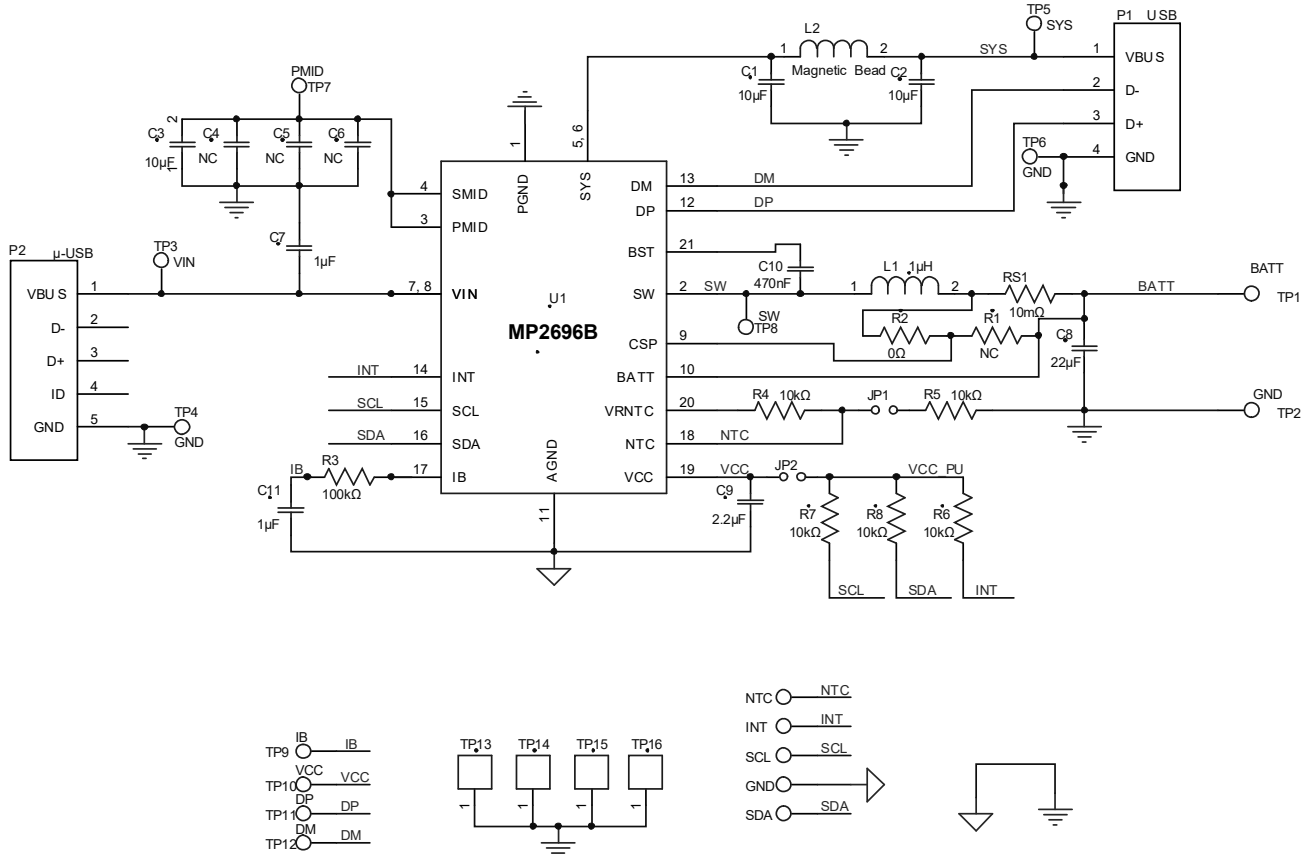 P1 USB
TP5
SYS
L2
1 2
SYS
1 VBUS
C1
10µF
Magnetic Bead
C2
10µF
2 D-
3 D+
TP6
GND
4 GND
PMID
TP7
C3 2
10µF 1
C4
NC
C5
NC
C6
NC
1
5, 6
PGND
SYS
4 SMID
3 PMID
DM 13 DM
DP 12 DP
C7
1µF
BST 21
C10
470nF
P2 µ-USB
TP3
VIN
VBUS 1
7, 8 VIN
D- 2
D+ 3
ID 4
GND 5
TP4
GND
U1
MP2696B
SW 2 SW
SW
TP8
1 L1 1µH 2
RS1
10mΩ
BATT
BATT
TP1
R2
0Ω
R1
NC
C8
22µF
CSP 9
BATT 10
INT 14 INT
SCL 15 SCL
SDA 16 SDA
VRNTC 20
R4 10kΩ
JP1
R5 10kΩ
GND
TP2
NTC 18 NTC
IB R3
100kΩ
17 IB
C11
1µF
AGND
11
VCC 19 VCC JP2 VCC_PU
C9
2.2µF
R7
10kΩ
R8
10kΩ
R6
10kΩ
SCL SDA INT
NTC NTC
INT INT
SCL SCL
GND
SDA SDA
TP9 IB IB
TP10 VCC VCC
TP11 DP DP
TP12 DM DM
TP13 TP14 TP15 TP16
1 1 1 1